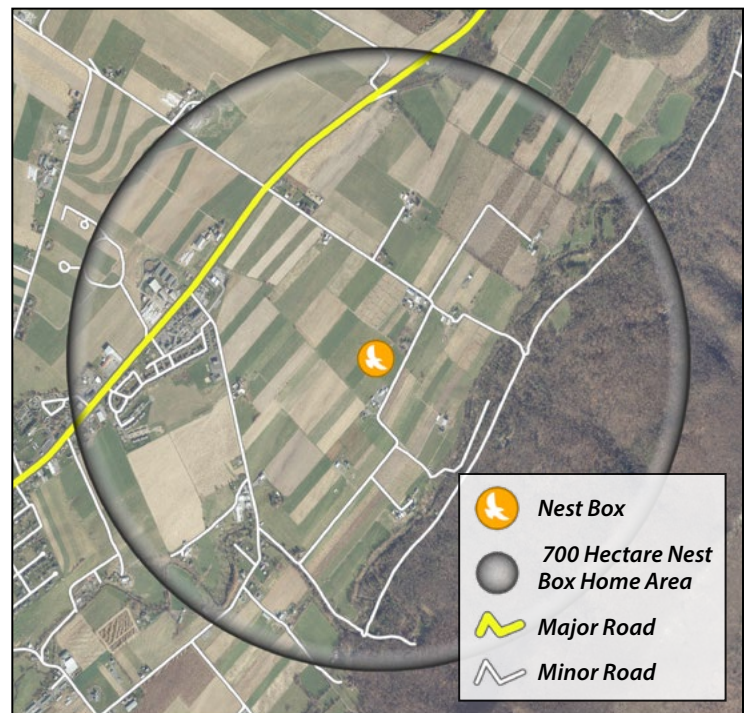 Nest Box
700 Hectare Nest
Box Home Area
Major Road
Minor Road